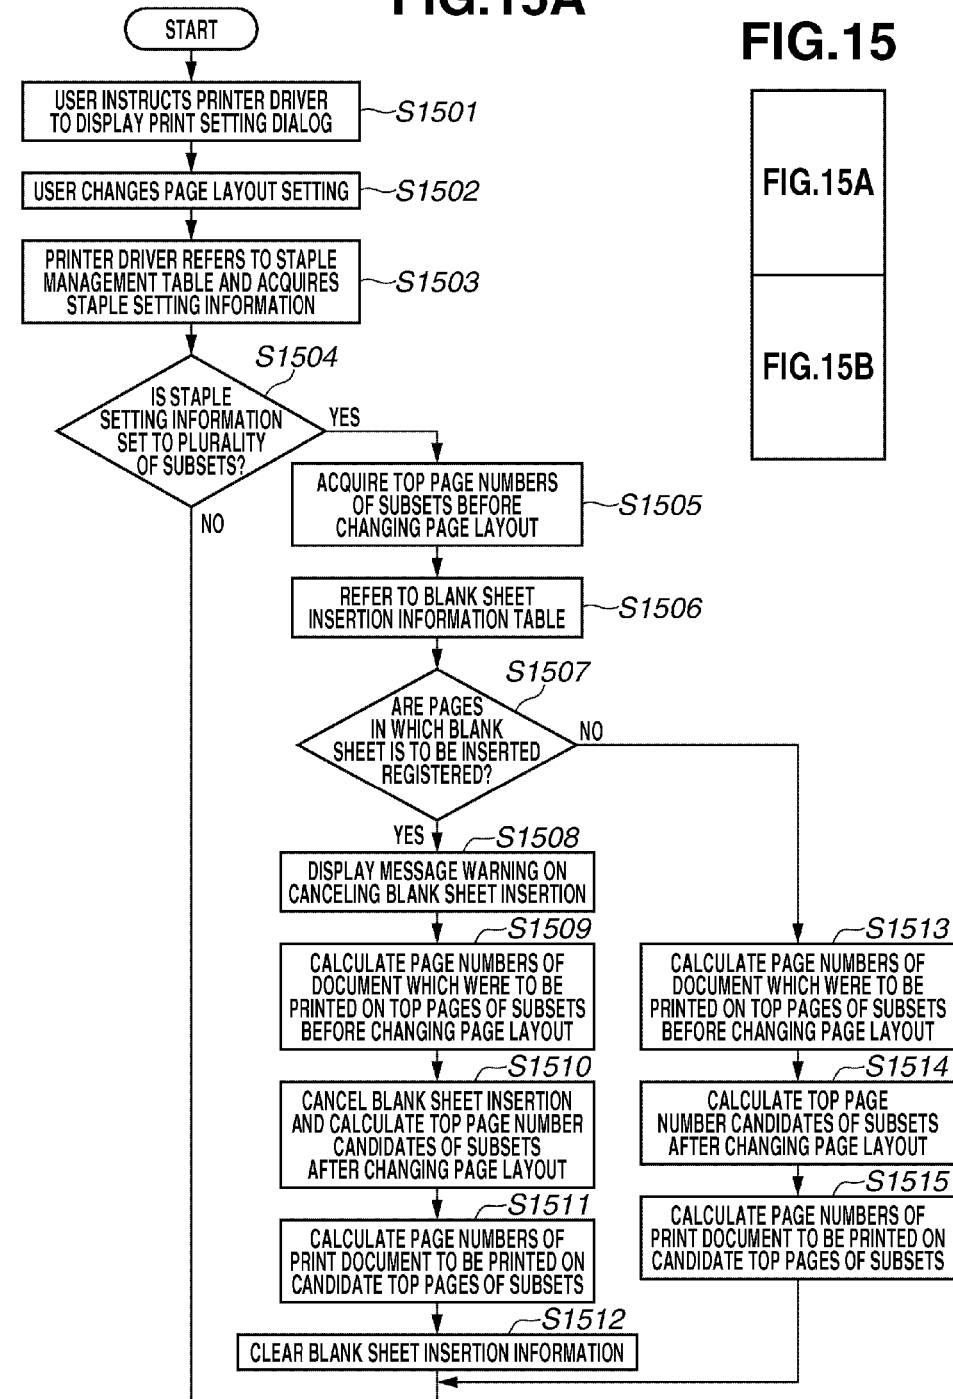 FIG.15A
FIG.15
FIG.15A
FIG.15B
START
USER INSTRUCTS PRINTER DRIVER
TO DISPLAY PRINT SETTING DIALOG
S1501
USER CHANGES PAGE LAYOUT SETTING
S1502
PRINTER DRIVER REFERS TO STAPLE
MANAGEMENT TABLE AND ACQUIRES
STAPLE SETTING INFORMATION
S1503
S1504
IS STAPLE
SETTING INFORMATION
SET TO PLURALITY
OF SUBSETS?
YES
NO
ACQUIRE TOP PAGE NUMBERS
OF SUBSETS BEFORE
CHANGING PAGE LAYOUT
S1505
REFER TO BLANK SHEET
INSERTION INFORMATION TABLE
S1506
S1507
ARE PAGES
IN WHICH BLANK
SHEET IS TO BE INSERTED
REGISTERED?
NO
YES
S1508
DISPLAY MESSAGE WARNING ON
CANCELING BLANK SHEET INSERTION
S1509
CALCULATE PAGE NUMBERS OF
DOCUMENT WHICH WERE TO BE
PRINTED ON TOP PAGES OF SUBSETS
BEFORE CHANGING PAGE LAYOUT
S1510
CANCEL BLANK SHEET INSERTION
AND CALCULATE TOP PAGE NUMBER
CANDIDATES OF SUBSETS
AFTER CHANGING PAGE LAYOUT
S1511
CALCULATE PAGE NUMBERS OF
PRINT DOCUMENT TO BE PRINTED ON
CANDIDATE TOP PAGES OF SUBSETS
S1512
CLEAR BLANK SHEET INSERTION INFORMATION
S1513
CALCULATE PAGE NUMBERS OF
DOCUMENT WHICH WERE TO BE
PRINTED ON TOP PAGES OF SUBSETS
BEFORE CHANGING PAGE LAYOUT
S1514
CALCULATE TOP PAGE
NUMBER CANDIDATES OF SUBSETS
AFTER CHANGING PAGE LAYOUT
S1515
CALCULATE PAGE NUMBERS OF
PRINT DOCUMENT TO BE PRINTED ON
CANDIDATE TOP PAGES OF SUBSETS